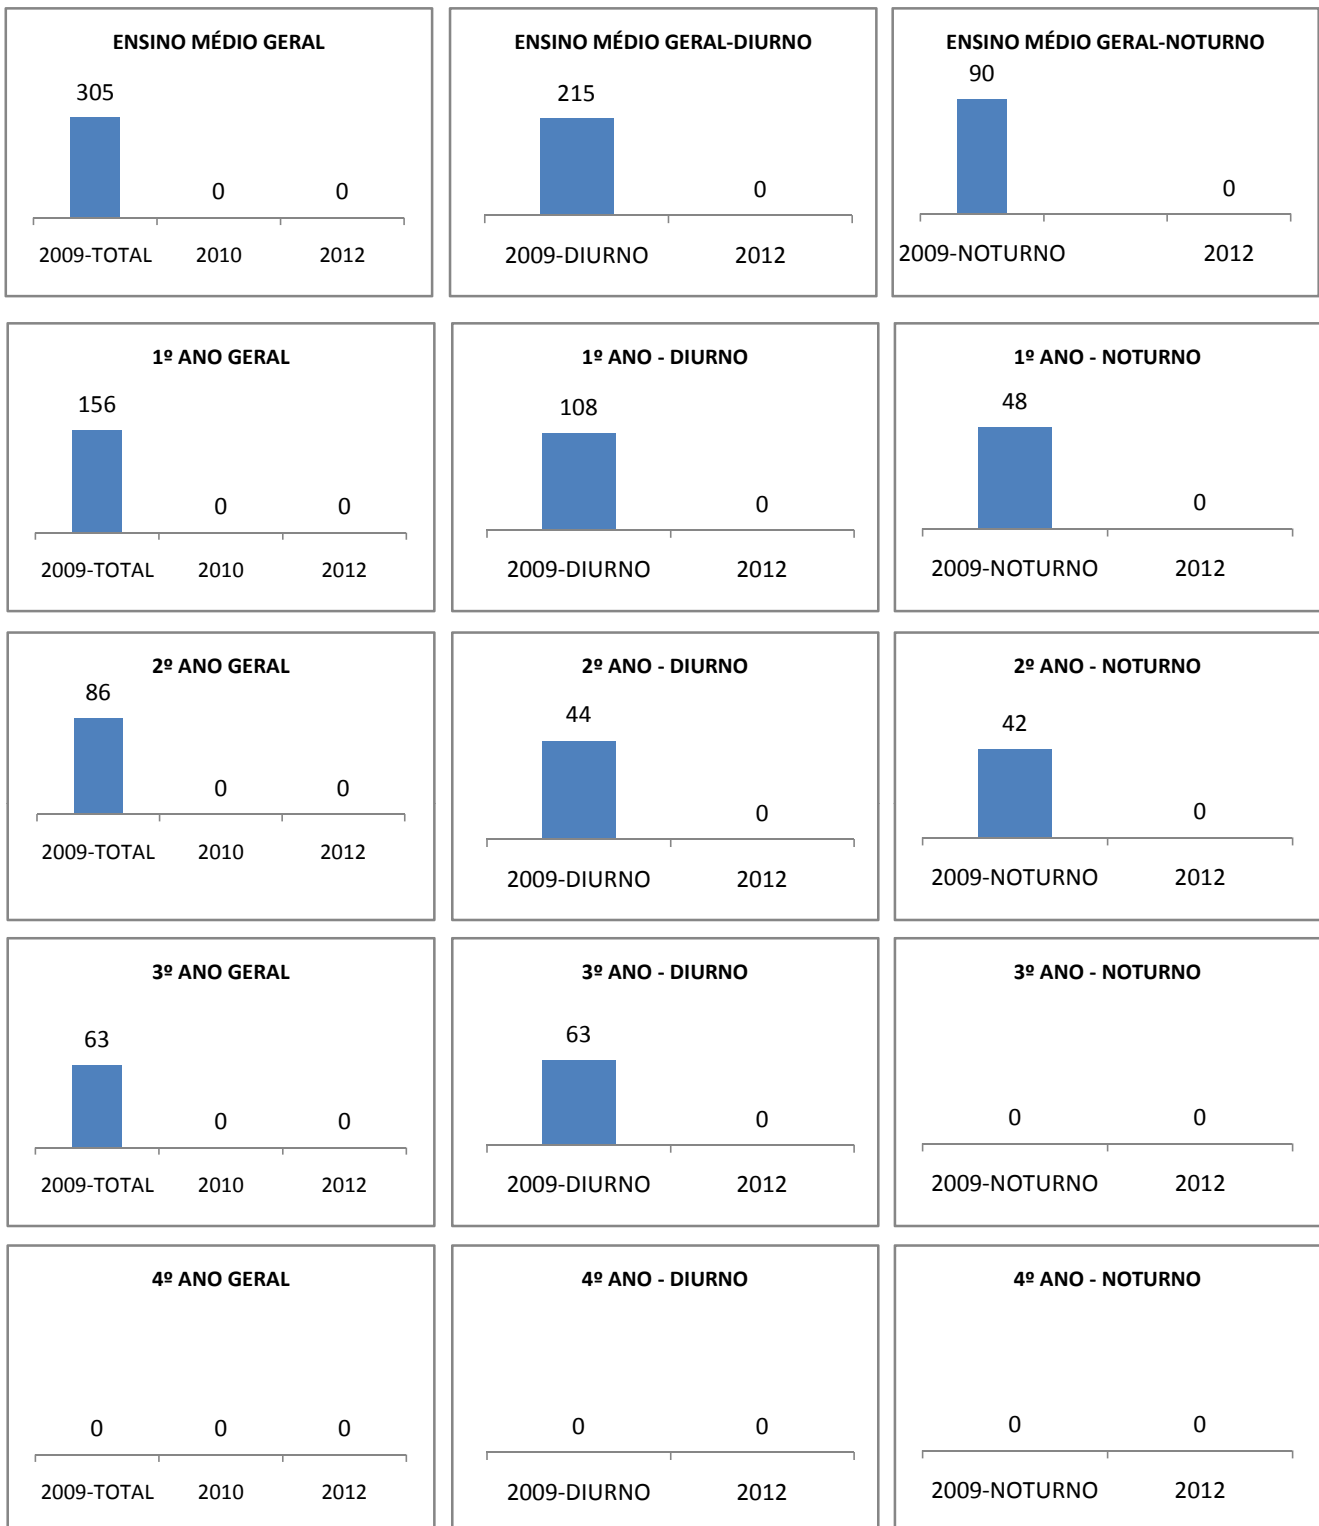 ENSINO MÉDIO GERAL
305
0 0
2009-TOTAL 2010 2012
ENSINO MÉDIO GERAL-DIURNO
215
0
2009-DIURNO 2012
ENSINO MÉDIO GERAL-NOTURNO
90
0
2009-NOTURNO 2012
1º ANO GERAL
156
0 0
2009-TOTAL 2010 2012
1º ANO - DIURNO
108
0
2009-DIURNO 2012
1º ANO - NOTURNO
48
0
2009-NOTURNO 2012
2º ANO GERAL
86
0 0
2009-TOTAL 2010 2012
2º ANO - DIURNO
44
0
2009-DIURNO 2012
2º ANO - NOTURNO
42
0
2009-NOTURNO 2012
3º ANO GERAL
63
0 0
2009-TOTAL 2010 2012
3º ANO - DIURNO
63
0
2009-DIURNO 2012
3º ANO - NOTURNO
0 0
2009-NOTURNO 2012
4º ANO GERAL
0 0 0
2009-TOTAL 2010 2012
4º ANO - DIURNO
0 0
2009-DIURNO 2012
4º ANO - NOTURNO
0 0
2009-NOTURNO 2012